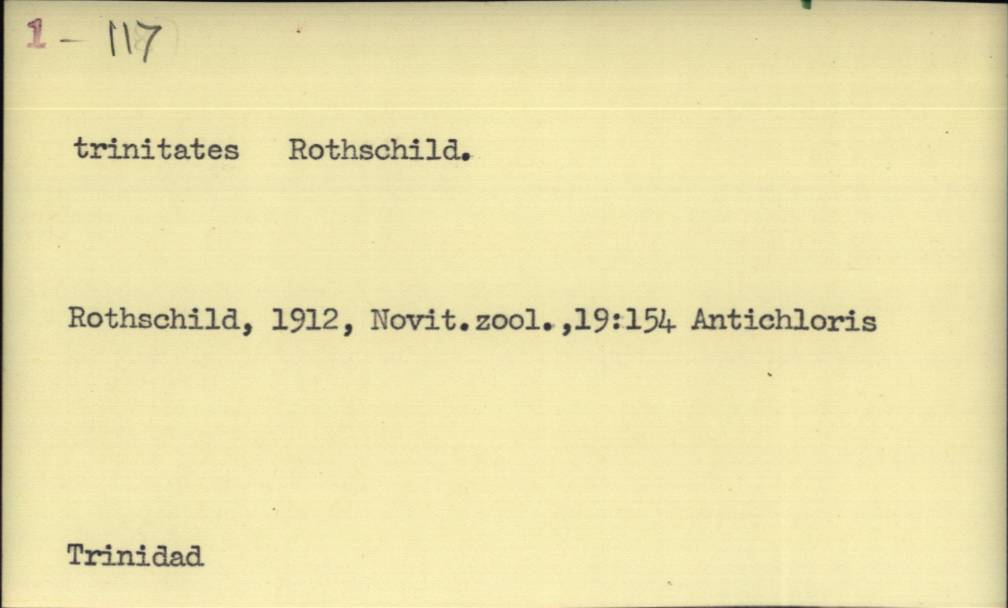 1 - 117
trinitates Rothschild.
Rothschild, 1912, Novit.zool.,19:154 Antichloris
Trinidad